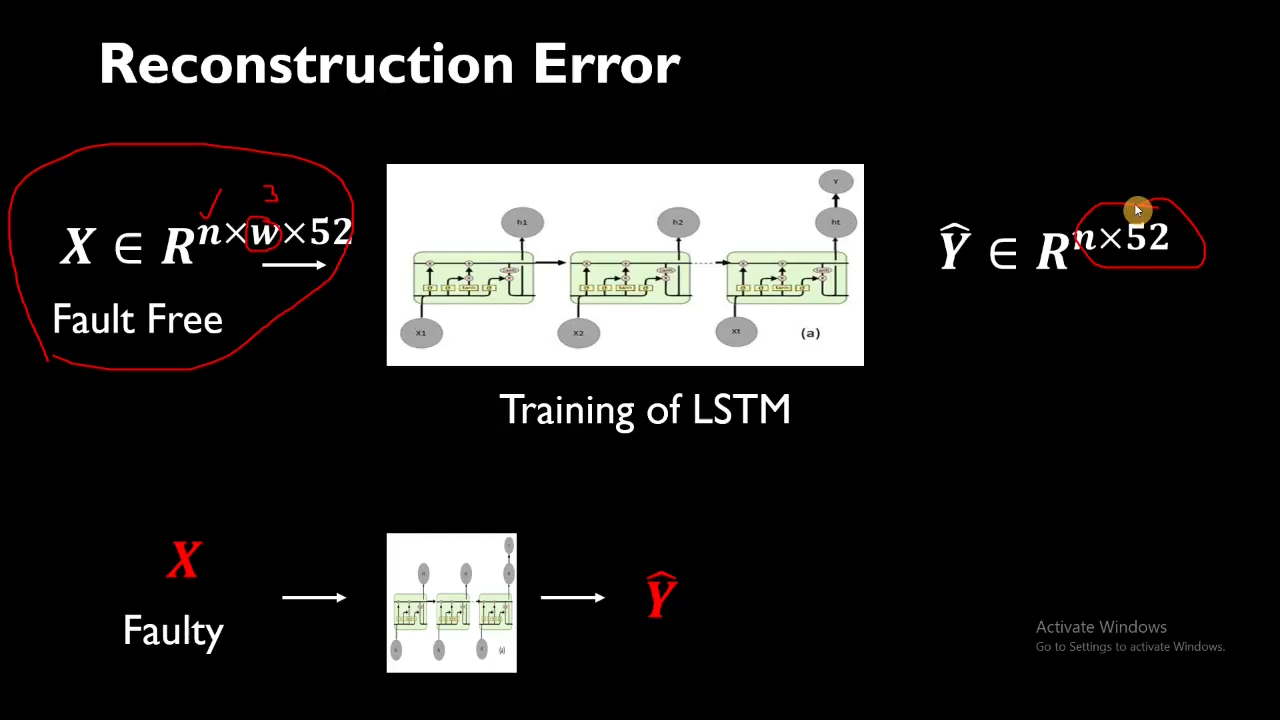 Reconstruction Error
3
X ∈ R^{n×w×52}
Fault Free
h1
h2
Y
ht
X1
X2
Xt
(a)
Ŷ ∈ R^{n×52}
Training of LSTM
X
Faulty
Ŷ
Activate Windows
Go to Settings to activate Windows.